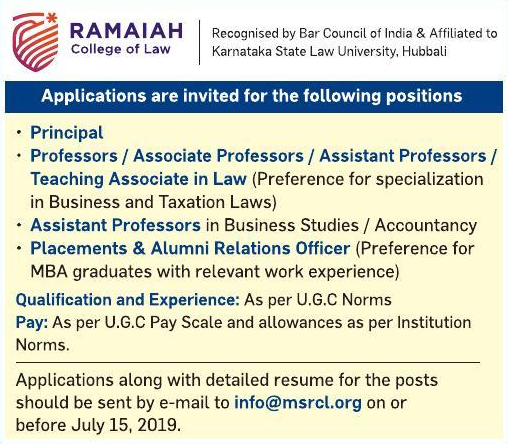 RAMAIAH
College of Law
Recognised by Bar Council of India & Affiliated to
Karnataka State Law University, Hubbali
Applications are invited for the following positions
• Principal
• Professors / Associate Professors / Assistant Professors /
Teaching Associate in Law (Preference for specialization
in Business and Taxation Laws)
• Assistant Professors in Business Studies / Accountancy
• Placements & Alumni Relations Officer (Preference for
MBA graduates with relevant work experience)
Qualification and Experience: As per U.G.C Norms
Pay: As per U.G.C Pay Scale and allowances as per Institution
Norms.
Applications along with detailed resume for the posts
should be sent by e-mail to info@msrcl.org on or
before July 15, 2019.